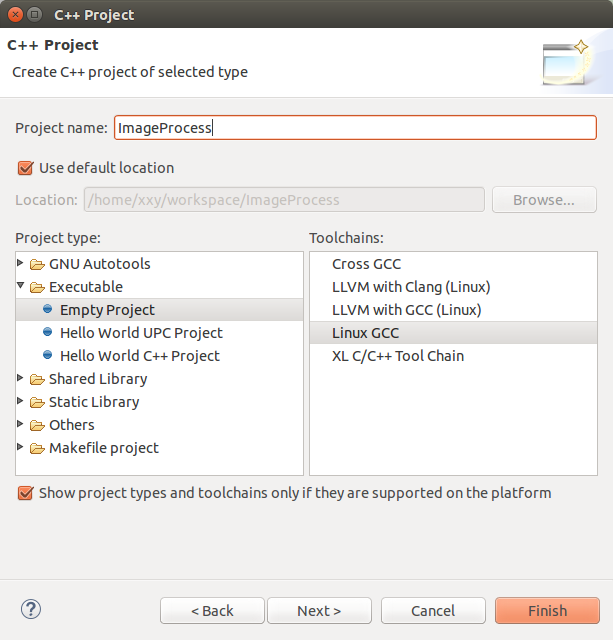 C++ Project
C++ Project
Create C++ project of selected type
Project name: ImageProcess
Use default location
Location: /home/xxy/workspace/ImageProcess Browse...
Project type: Toolchains:
GNU Autotools Cross GCC
Executable LLVM with Clang (Linux)
Empty Project LLVM with GCC (Linux)
Hello World UPC Project Linux GCC
Hello World C++ Project XL C/C++ Tool Chain
Shared Library
Static Library
Others
Makefile project
Show project types and toolchains only if they are supported on the platform
? < Back Next > Cancel Finish